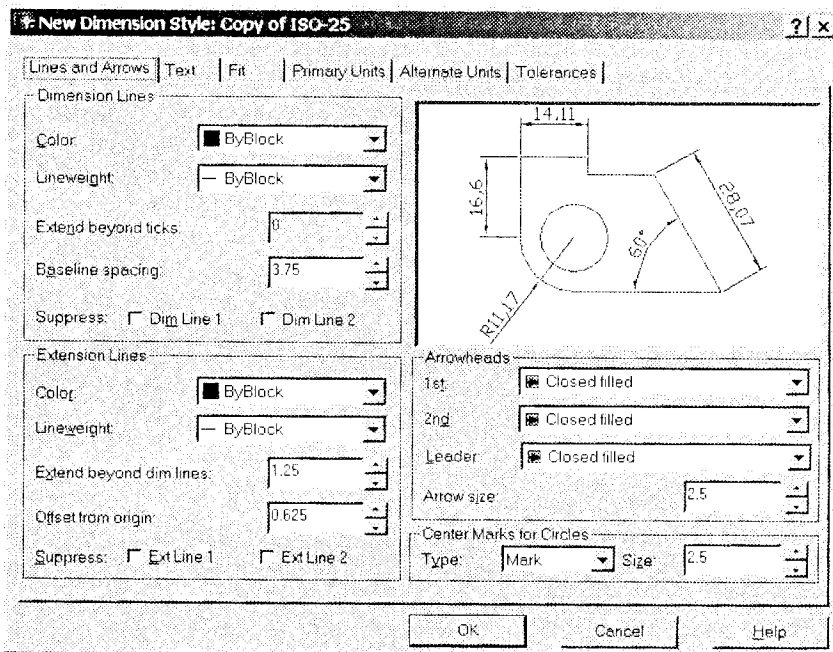 New Dimension Style: Copy of ISO-25
Lines and Arrows Text Fit Primary Units Alternate Units Tolerances
Dimension Lines
Color: ByBlock
Lineweight: ByBlock
Extend beyond ticks: 0
Baseline spacing: 3.75
Suppress: Dim Line 1 Dim Line 2
Extension Lines
Color: ByBlock
Lineweight: ByBlock
Extend beyond dim lines: 1.25
Offset from origin: 0.625
Suppress: Ext Line 1 Ext Line 2
14,11
16,6
28,07
60°
R11,17
Arrowheads
1st: Closed filled
2nd: Closed filled
Leader: Closed filled
Arrow size: 2.5
Center Marks for Circles
Type: Mark Size: 2.5
OK Cancel Help